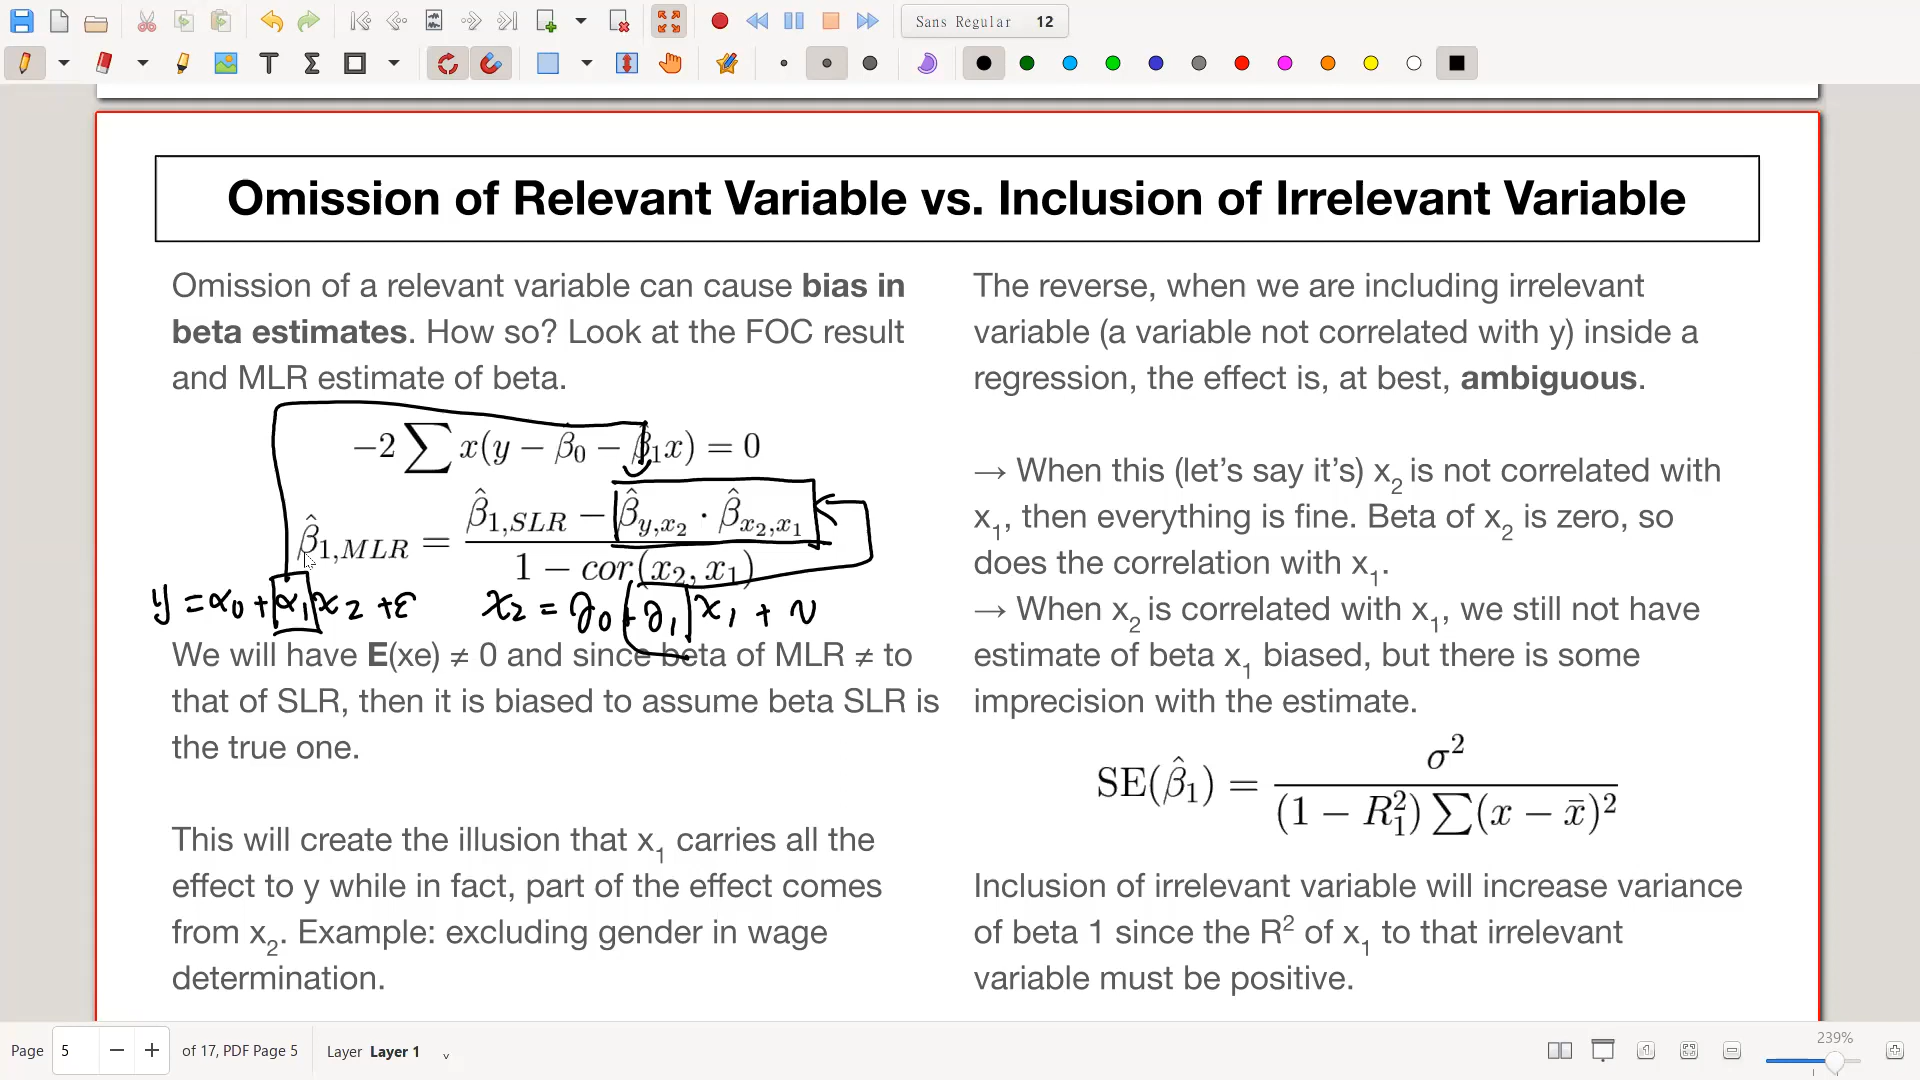 Sans Regular 12
Omission of Relevant Variable vs. Inclusion of Irrelevant Variable
Omission of a relevant variable can cause bias in
beta estimates. How so? Look at the FOC result
and MLR estimate of beta.
−2 ∑ x(y − β̂₀ − β̂₁x) = 0
β̂₁,MLR = (β̂₁,SLR − β̂y,x₂ · β̂x₂,x₁) / (1 − cor(x₂, x₁))
y = α₀ + α₁ x₂ + ε
x₂ = γ₀ + γ₁ x₁ + ν
We will have E(xe) ≠ 0 and since beta of MLR ≠ to
that of SLR, then it is biased to assume beta SLR is
the true one.
This will create the illusion that x₁ carries all the
effect to y while in fact, part of the effect comes
from x₂. Example: excluding gender in wage
determination.
The reverse, when we are including irrelevant
variable (a variable not correlated with y) inside a
regression, the effect is, at best, ambiguous.
→ When this (let’s say it’s) x₂ is not correlated with
x₁, then everything is fine. Beta of x₂ is zero, so
does the correlation with x₁.
→ When x₂ is correlated with x₁, we still not have
estimate of beta x₁ biased, but there is some
imprecision with the estimate.
SE(β̂₁) = σ² / ((1 − R₁²) ∑(x − x̄)²)
Inclusion of irrelevant variable will increase variance
of beta 1 since the R² of x₁ to that irrelevant
variable must be positive.
Page 5 of 17, PDF Page 5 Layer Layer 1
239%